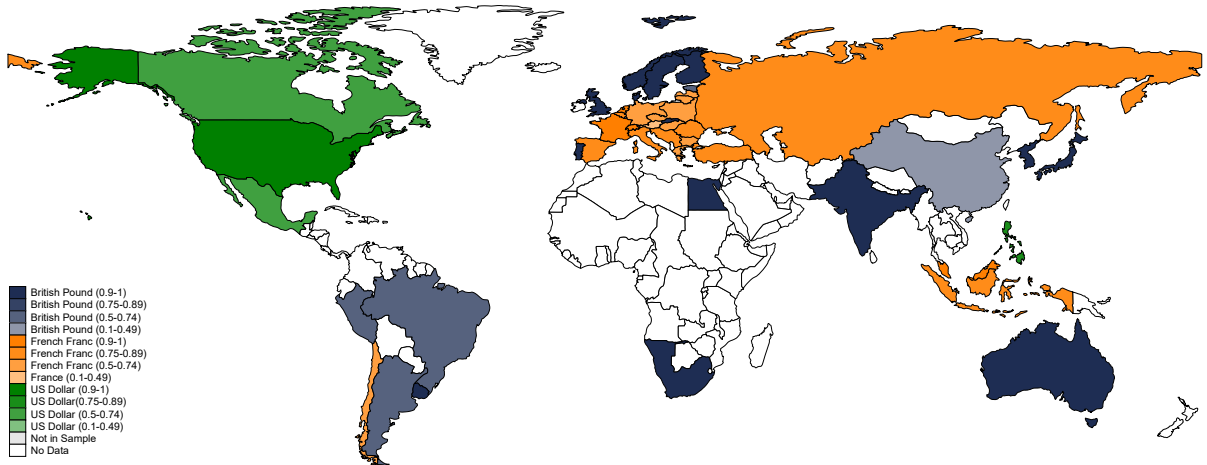 British Pound (0.9-1)
British Pound (0.75-0.89)
British Pound (0.5-0.74)
British Pound (0.1-0.49)
French Franc (0.9-1)
French Franc (0.75-0.89)
French Franc (0.5-0.74)
France (0.1-0.49)
US Dollar (0.9-1)
US Dollar(0.75-0.89)
US Dollar (0.5-0.74)
US Dollar (0.1-0.49)
Not in Sample
No Data